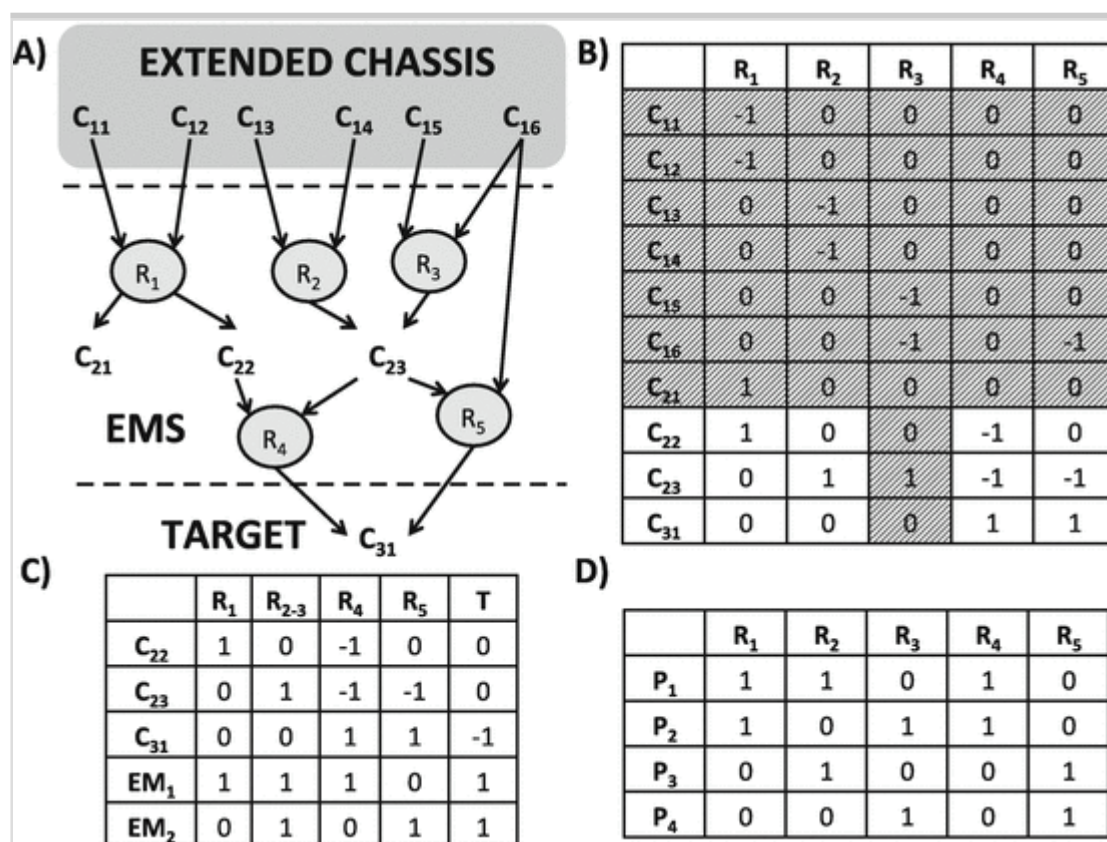 A)
EXTENDED CHASSIS
C11 C12 C13 C14 C15 C16
R1 R2 R3
C21 C22 C23
EMS R4 R5
TARGET C31
B)
R1 R2 R3 R4 R5
C11 -1 0 0 0 0
C12 -1 0 0 0 0
C13 0 -1 0 0 0
C14 0 -1 0 0 0
C15 0 0 -1 0 0
C16 0 0 -1 0 -1
C21 1 0 0 0 0
C22 1 0 0 -1 0
C23 0 1 1 -1 -1
C31 0 0 0 1 1
C)
R1 R2-3 R4 R5 T
C22 1 0 -1 0 0
C23 0 1 -1 -1 0
C31 0 0 1 1 -1
EM1 1 1 1 0 1
EM2 0 1 0 1 1
D)
R1 R2 R3 R4 R5
P1 1 1 0 1 0
P2 1 0 1 1 0
P3 0 1 0 0 1
P4 0 0 1 0 1